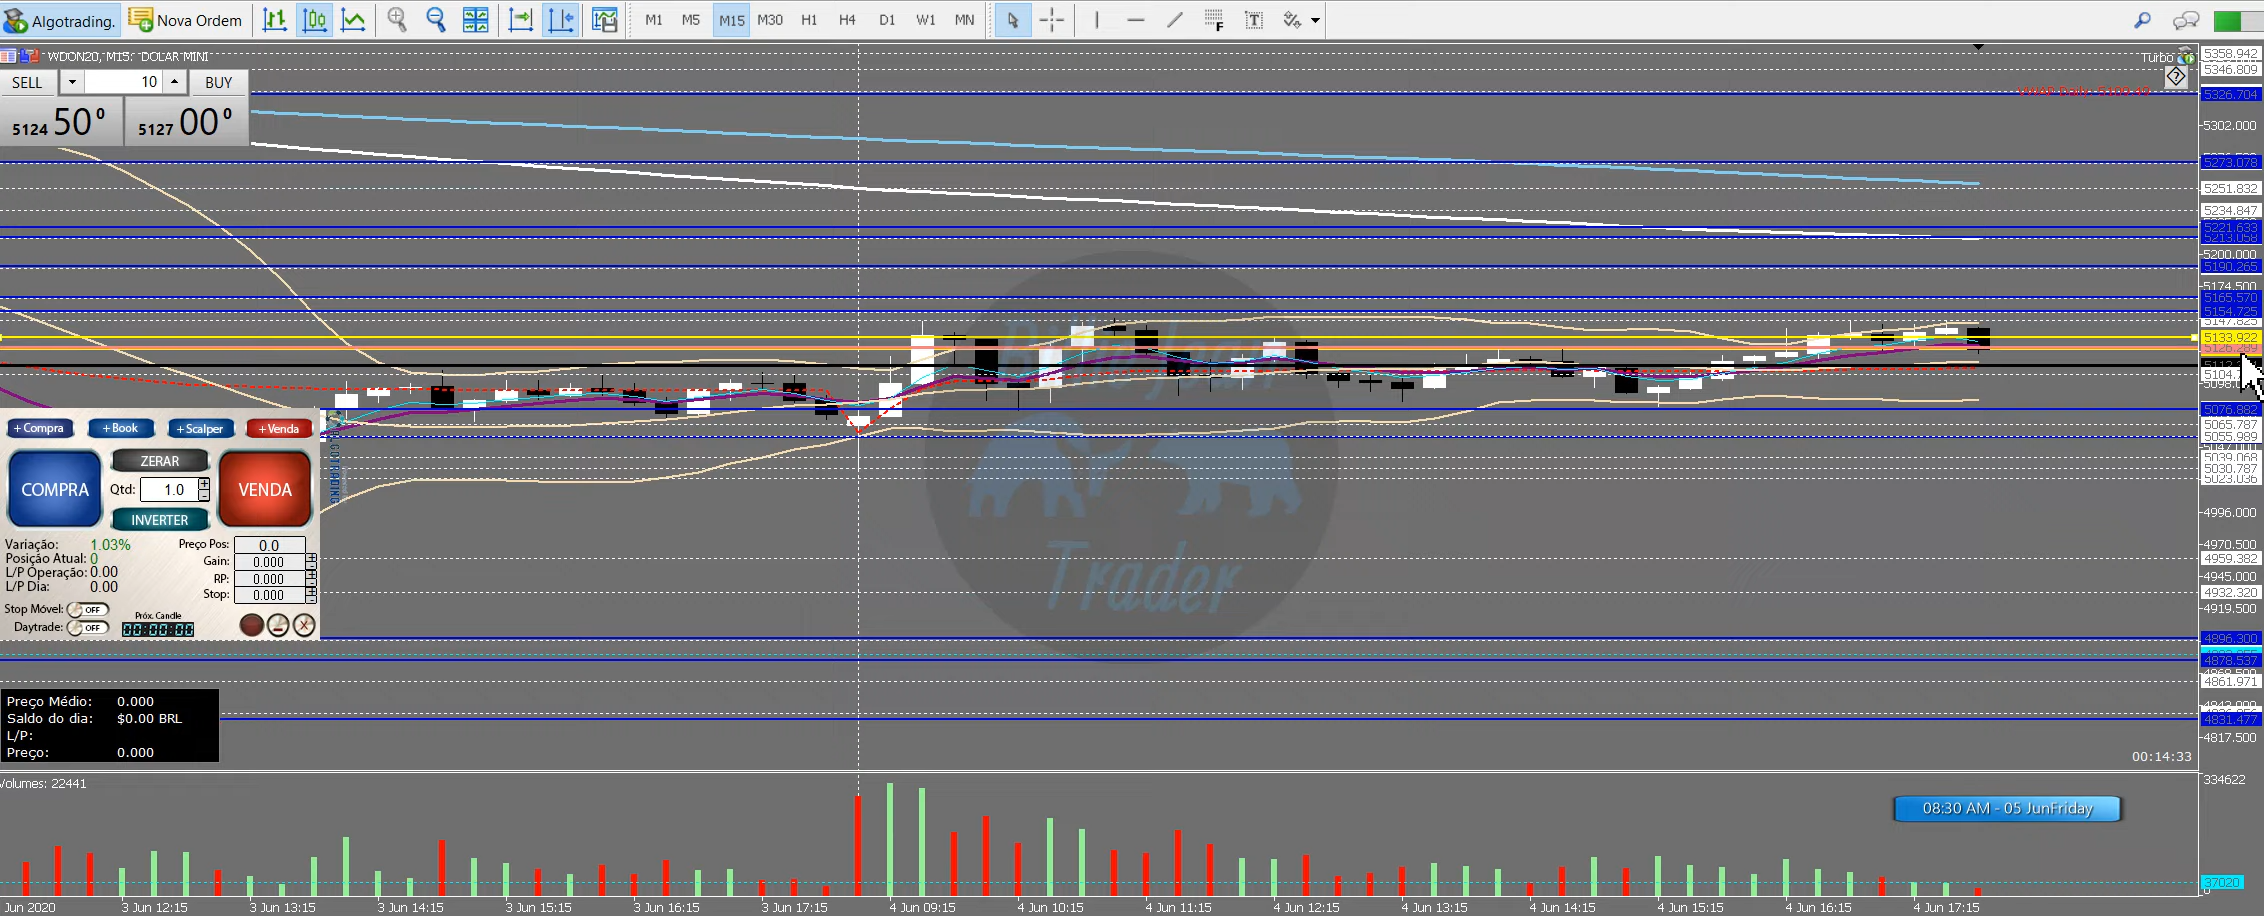 Algotrading. Nova Ordem M1 M5 M15 M30 H1 H4 D1 W1 MN
WDON20, M15: DOLAR MINI
Turbo
SELL 10 BUY
5124 50⁰ 5127 00⁰
5358.942
5346.809
5326.704
5302.000
5273.078
5251.832
5234.847
5221.633
5213.058
5200.000
5190.265
5174.500
5165.570
5154.725
5147.825
5133.922
5076.882
5065.787
5055.989
5039.068
5030.787
5023.036
4996.000
4970.500
4959.382
4945.000
4932.320
4919.500
4896.300
4878.537
4861.971
4831.477
4817.500
Trader
+ Compra + Book + Scalper + Venda
COMPRA ZERAR VENDA
Qtd: 1.0 + -
INVERTER
Variação: 1.03% Preço Pos: 0.0
Posição Atual: 0 Gain: 0.000
L/P Operação: 0.00 RP: 0.000
L/P Dia: 0.00 Stop: 0.000
Stop Móvel: OFF Próx. Candle
Daytrade: OFF 00:00:00
ALGOTRADING
Preço Médio: 0.000
Saldo do dia: $0.00 BRL
L/P:
Preço: 0.000
00:14:33
Volumes: 22441
334622
08:30 AM - 05 JunFriday
37020
0
Jun 2020 3 Jun 12:15 3 Jun 13:15 3 Jun 14:15 3 Jun 15:15 3 Jun 16:15 3 Jun 17:15 4 Jun 09:15 4 Jun 10:15 4 Jun 11:15 4 Jun 12:15 4 Jun 13:15 4 Jun 14:15 4 Jun 15:15 4 Jun 16:15 4 Jun 17:15